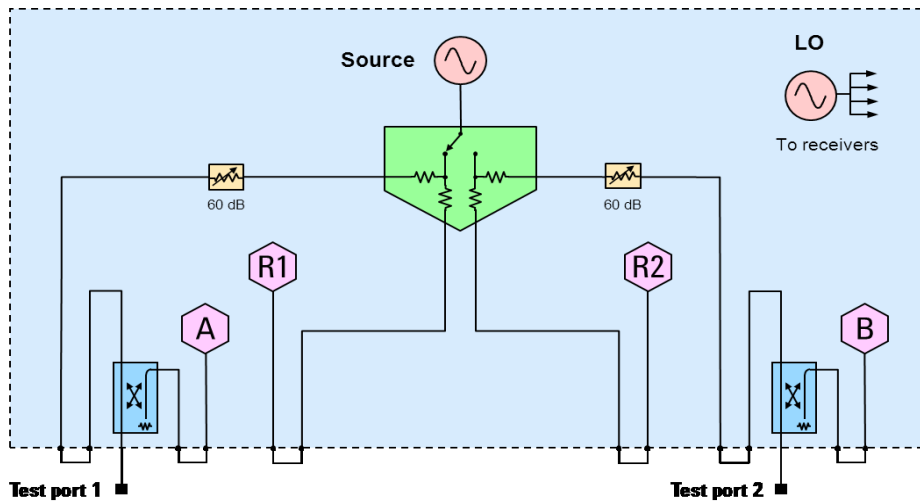 Source
LO
To receivers
60 dB
60 dB
R1
R2
A
B
Test port 1
Test port 2